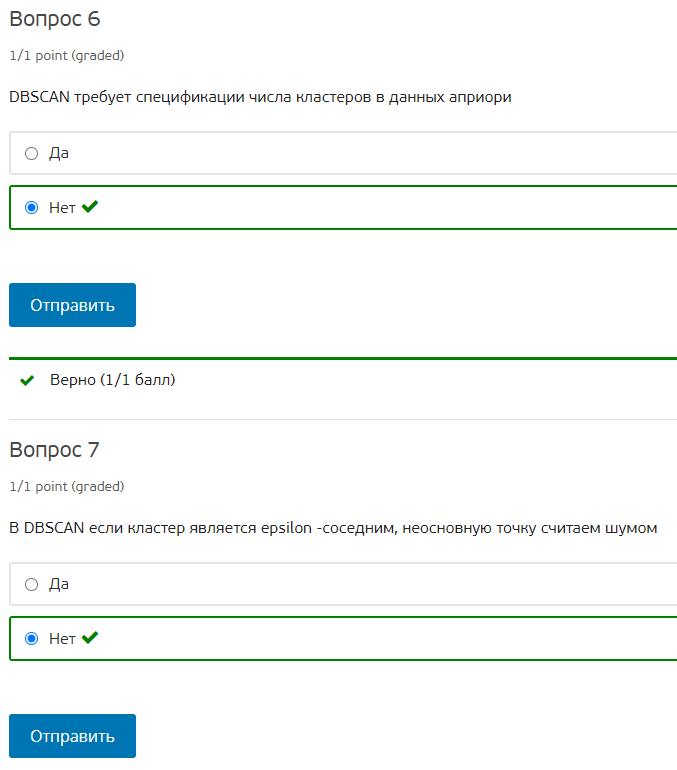 Вопрос 6
1/1 point (graded)
DBSCAN требует спецификации числа кластеров в данных априори
Да
Нет
Отправить
Верно (1/1 балл)
Вопрос 7
1/1 point (graded)
В DBSCAN если кластер является epsilon -соседним, неосновную точку считаем шумом
Да
Нет
Отправить